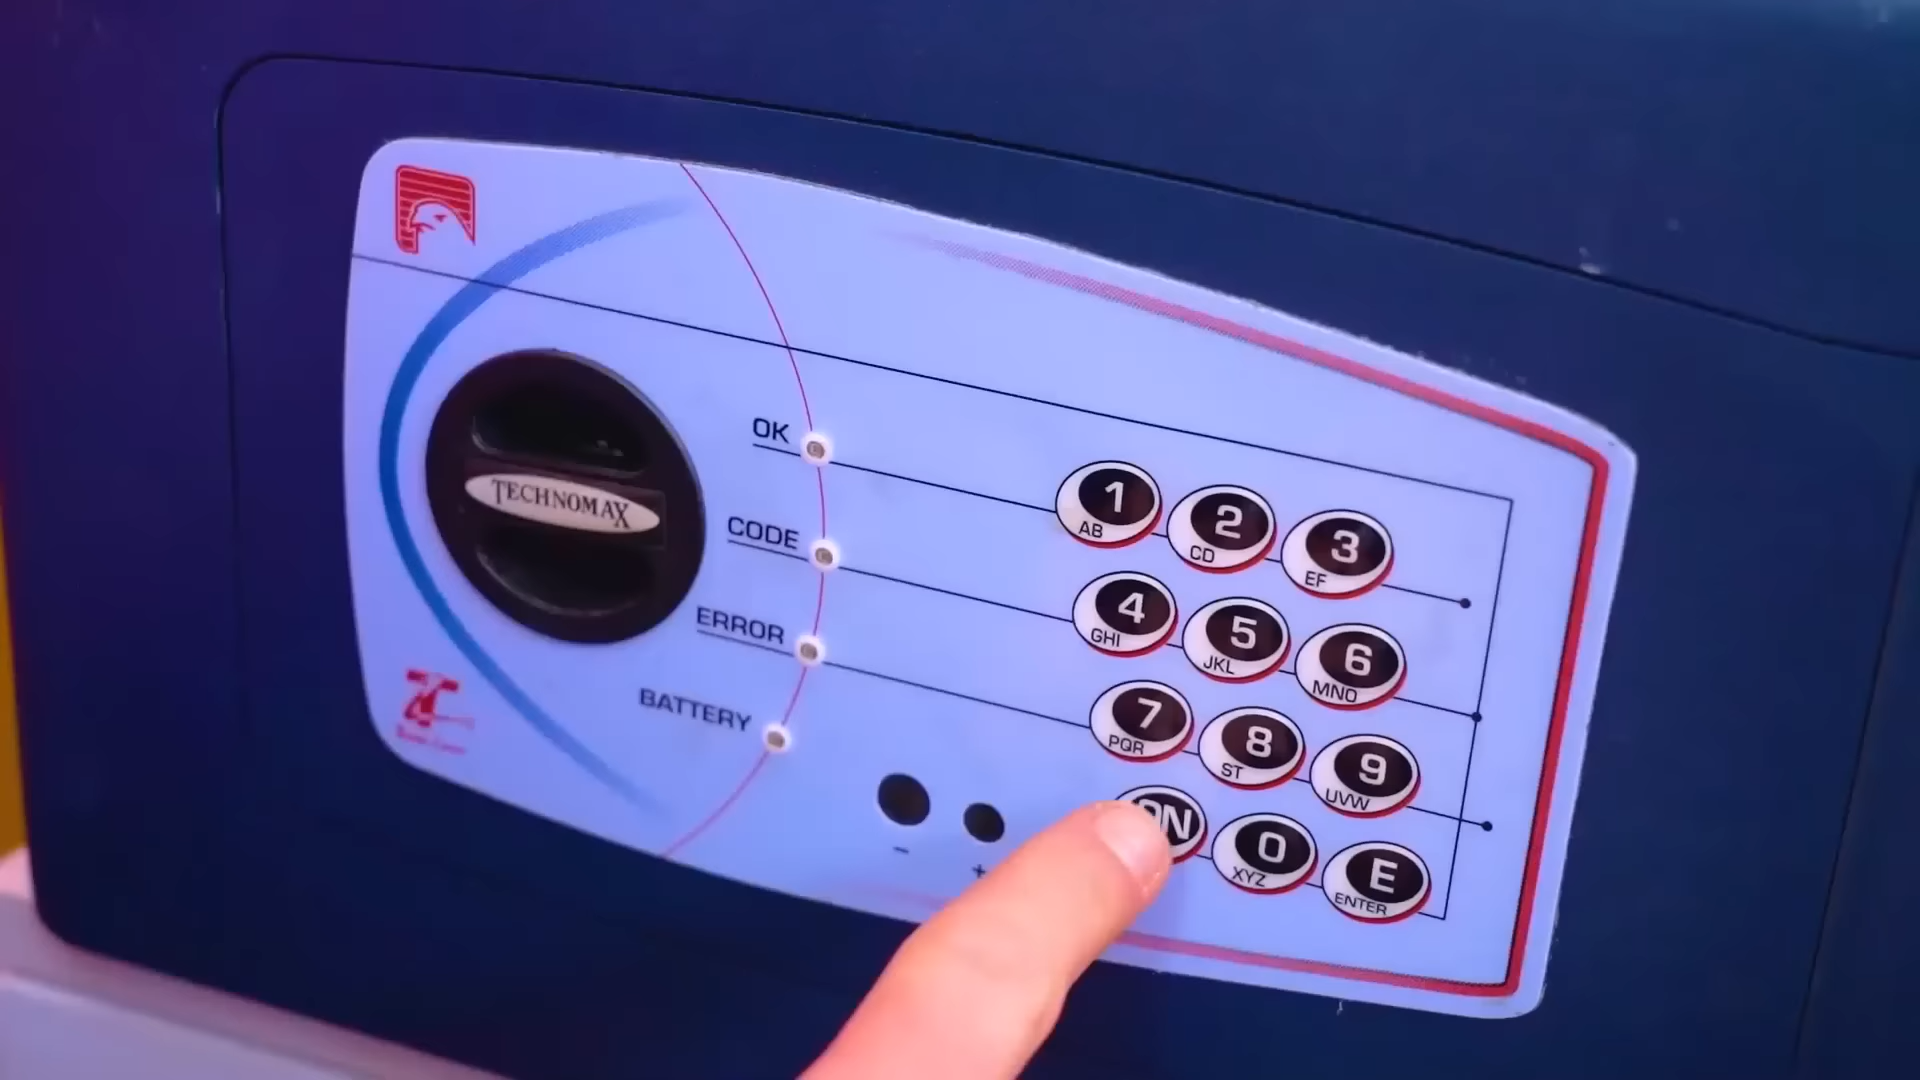 TECHNOMAX
OK
CODE
ERROR
BATTERY
1
AB
2
CD
3
EF
4
GHI
5
JKL
6
MNO
7
PQR
8
ST
9
UVW
ON
0
XYZ
E
ENTER
-
+